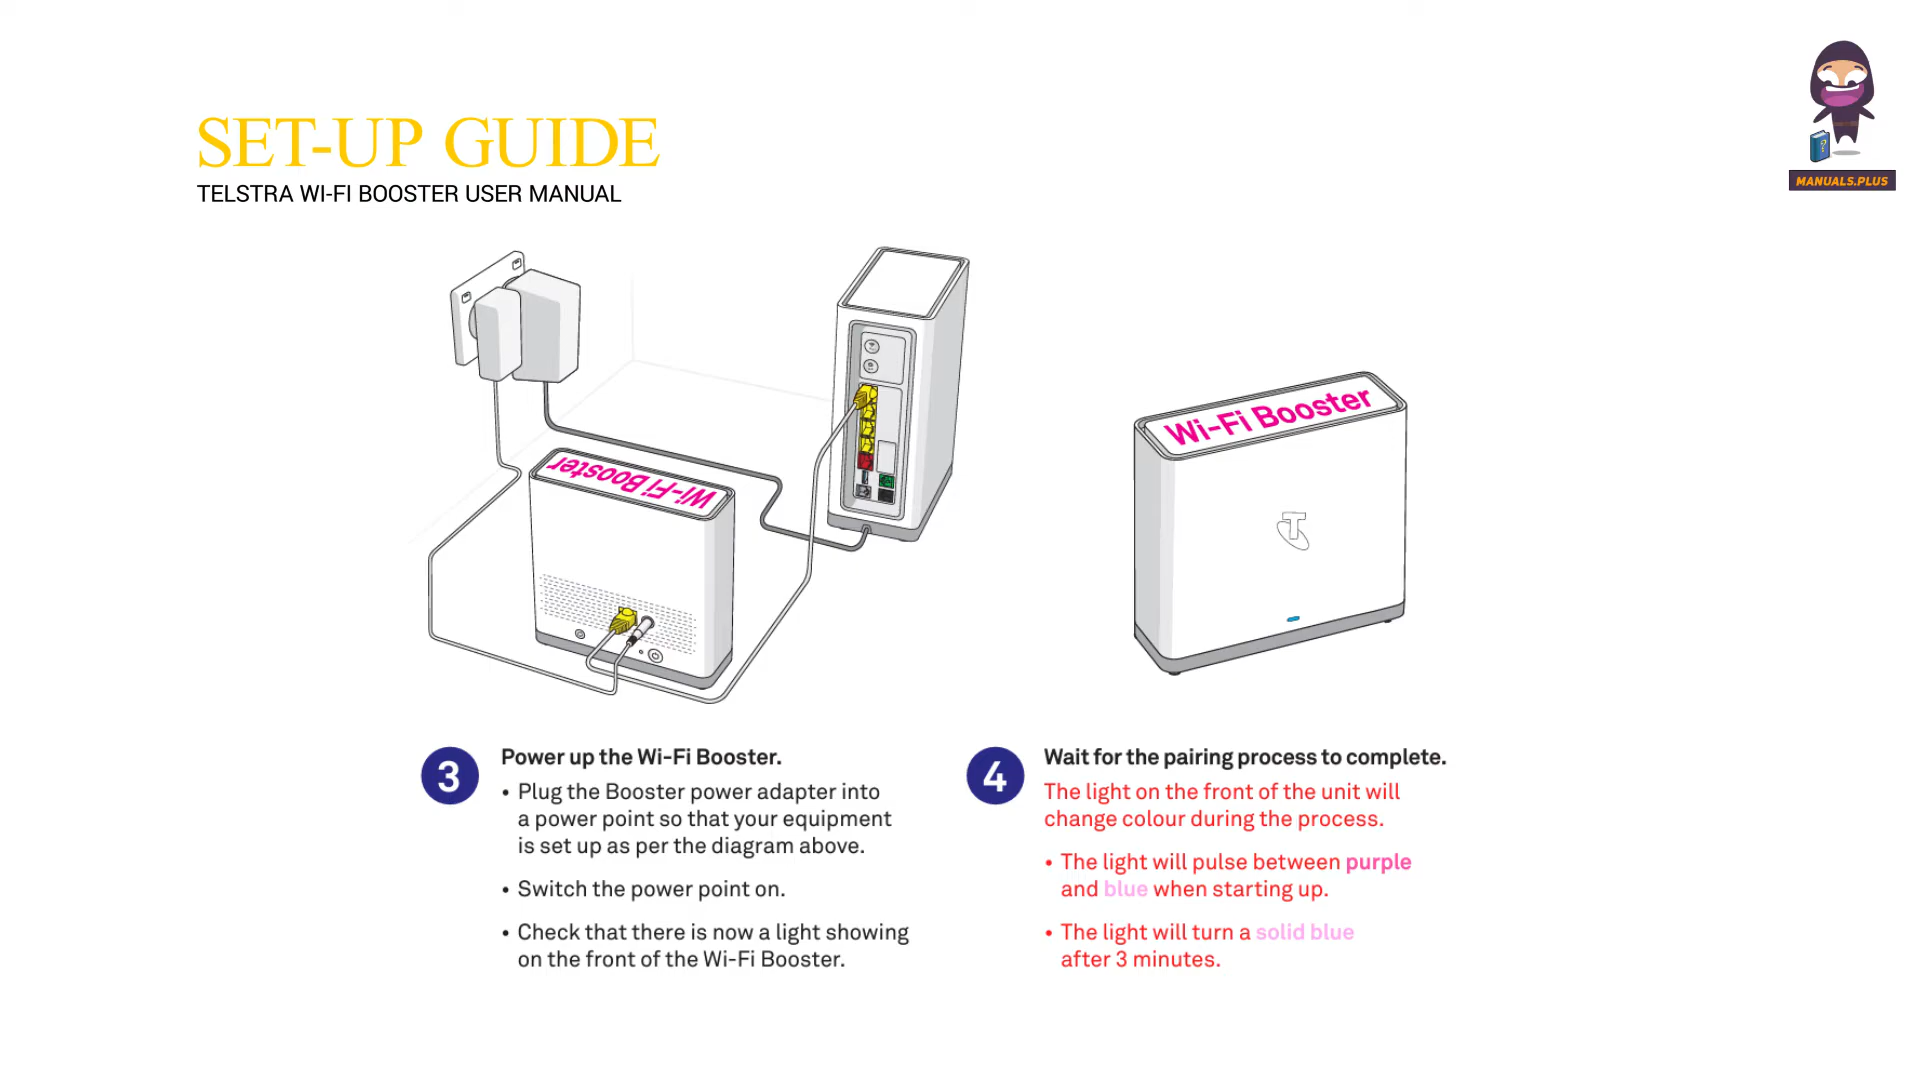 SET-UP GUIDE
TELSTRA WI-FI BOOSTER USER MANUAL
MANUALS.PLUS
Wi-Fi Booster
Wi-Fi Booster
T
3
Power up the Wi-Fi Booster.
• Plug the Booster power adapter into
a power point so that your equipment
is set up as per the diagram above.
• Switch the power point on.
• Check that there is now a light showing
on the front of the Wi-Fi Booster.
4
Wait for the pairing process to complete.
The light on the front of the unit will
change colour during the process.
• The light will pulse between purple
and blue when starting up.
• The light will turn a solid blue
after 3 minutes.